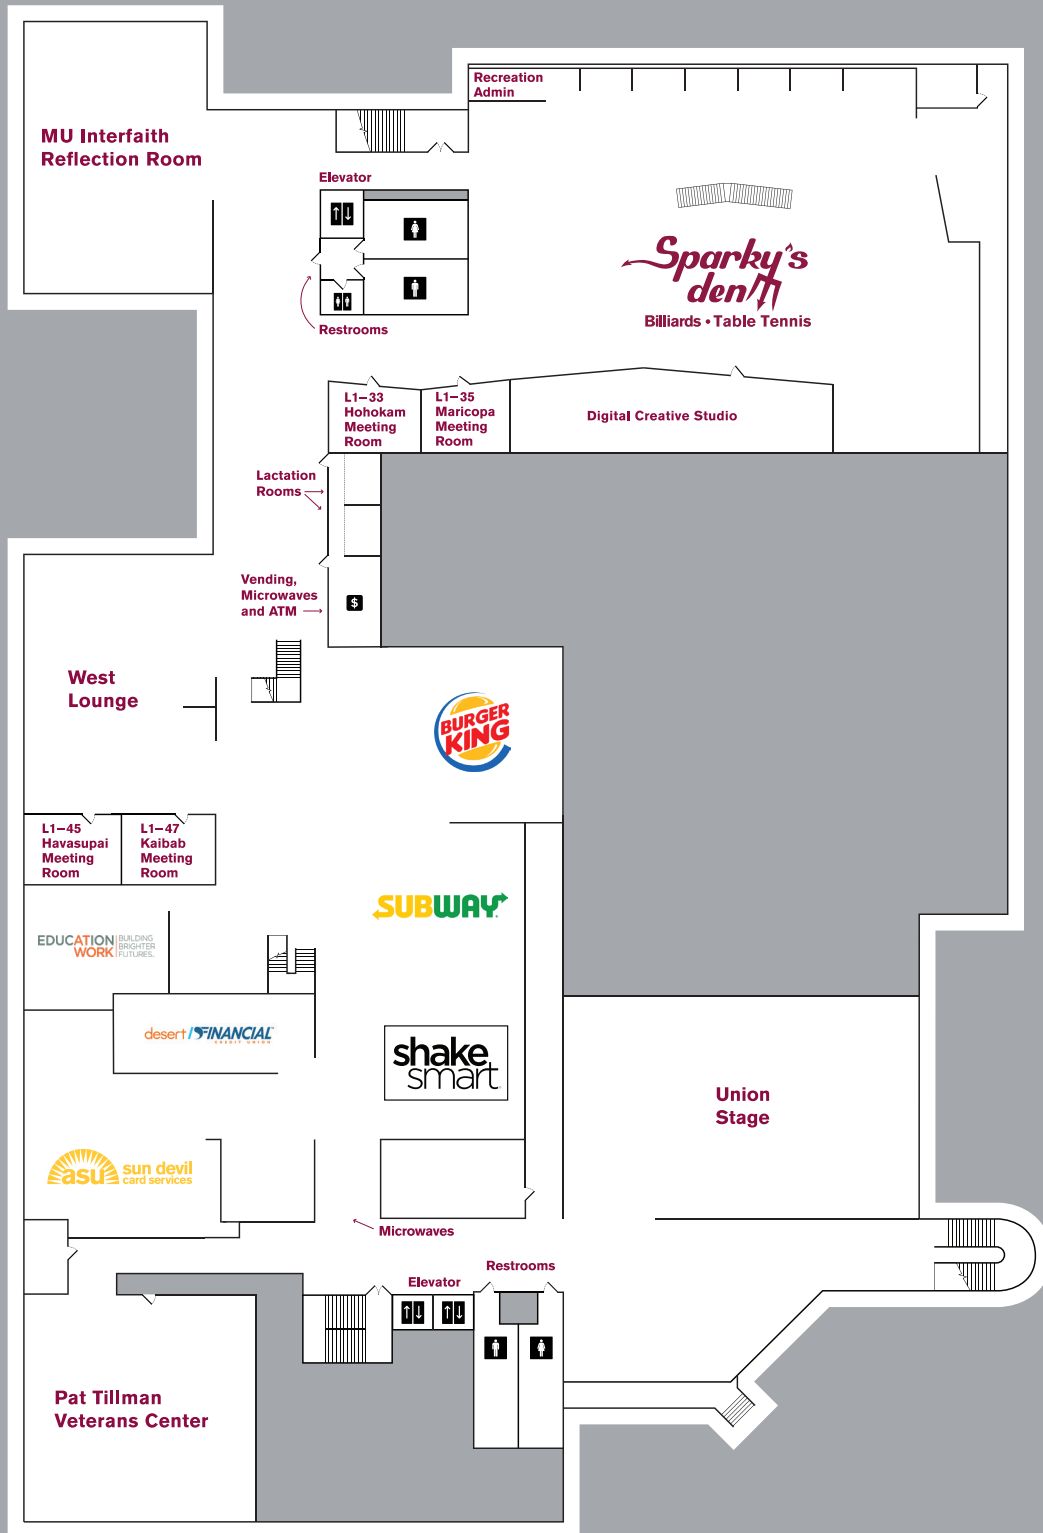 Recreation
Admin
MU Interfaith
Reflection Room
Elevator
Sparky's
den
Billiards • Table Tennis
Restrooms
L1–33
Hohokam
Meeting
Room
L1–35
Maricopa
Meeting
Room
Digital Creative Studio
Lactation
Rooms
Vending,
Microwaves
and ATM
$
West
Lounge
BURGER
KING
L1–45
Havasupai
Meeting
Room
L1–47
Kaibab
Meeting
Room
SUBWAY
EDUCATION
WORK
BUILDING
BRIGHTER
FUTURES.
desert FINANCIAL
CREDIT UNION
shake
smart
Union
Stage
asu sun devil
card services
Microwaves
Restrooms
Elevator
Pat Tillman
Veterans Center